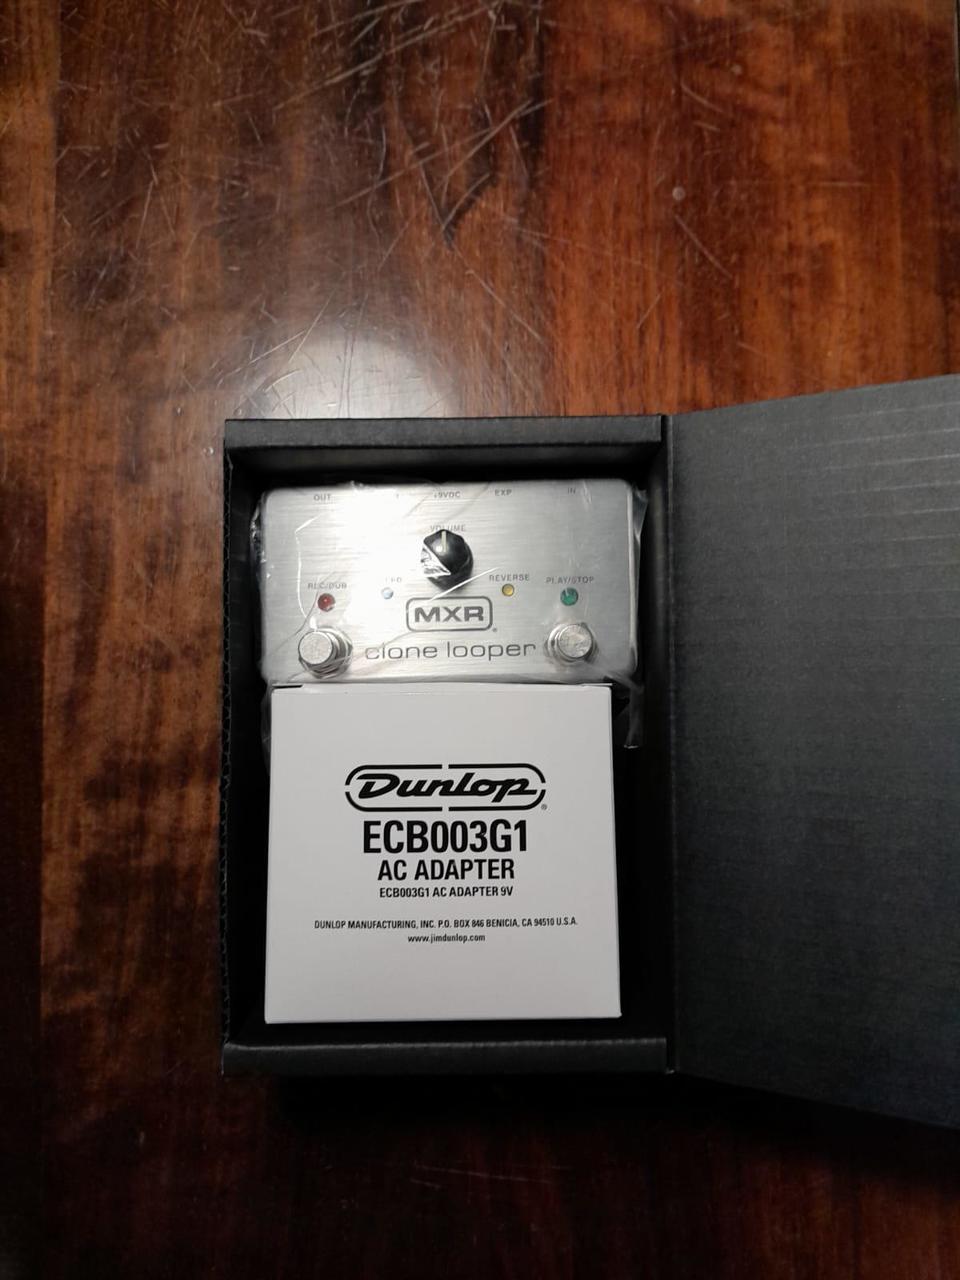 OUT +9VDC EXP IN
VOLUME
REC/DUB REVERSE PLAY/STOP
MXR
clone looper
Dunlop®
ECB003G1
AC ADAPTER
ECB003G1 AC ADAPTER 9V
DUNLOP MANUFACTURING, INC. P.O. BOX 846 BENICIA, CA 94510 U.S.A.
www.jimdunlop.com